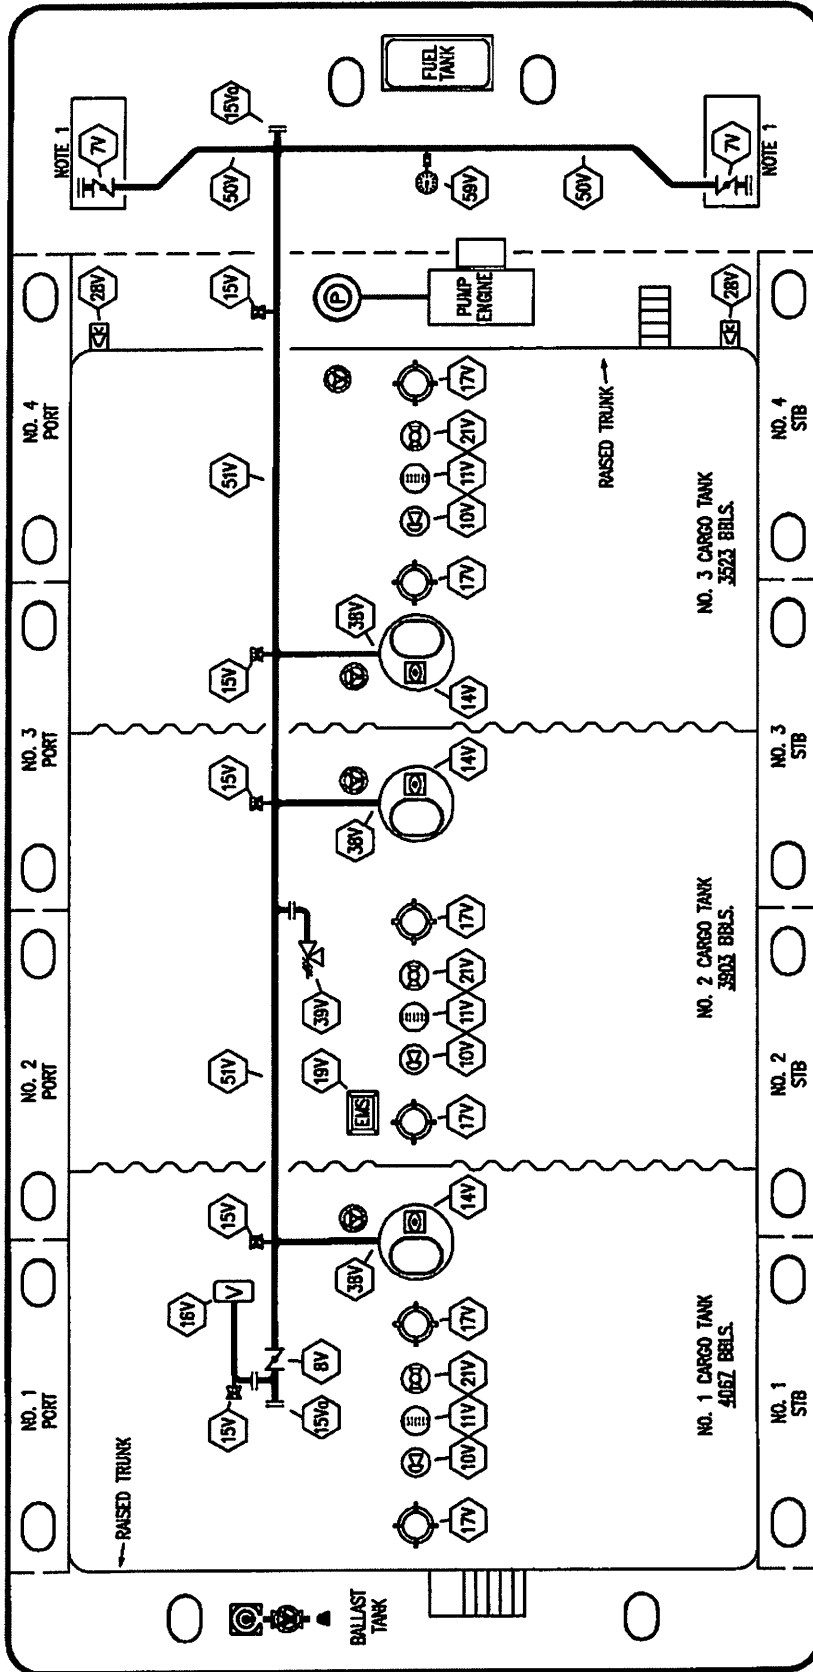 NO. 1
PORT
NO. 2
PORT
NO. 3
PORT
NO. 4
PORT
NOTE 1
28V
7V
RAISED TRUNK
16V
15V
15V
51V
15V
15V
51V
15V
50V
15Va
V
15Va
8V
19V
39V
P
38V
EMS
38V
38V
BALLAST
TANK
FUEL
TANK
PUMP
ENGINE
17V
10V
11V
21V
17V
14V
17V
10V
11V
21V
17V
14V
14V
17V
10V
11V
21V
17V
59V
50V
RAISED TRUNK
NO. 1 CARGO TANK
4067 BBLS.
NO. 2 CARGO TANK
3903 BBLS.
NO. 3 CARGO TANK
3523 BBLS.
28V
7V
NOTE 1
NO. 1
STB
NO. 2
STB
NO. 3
STB
NO. 4
STB